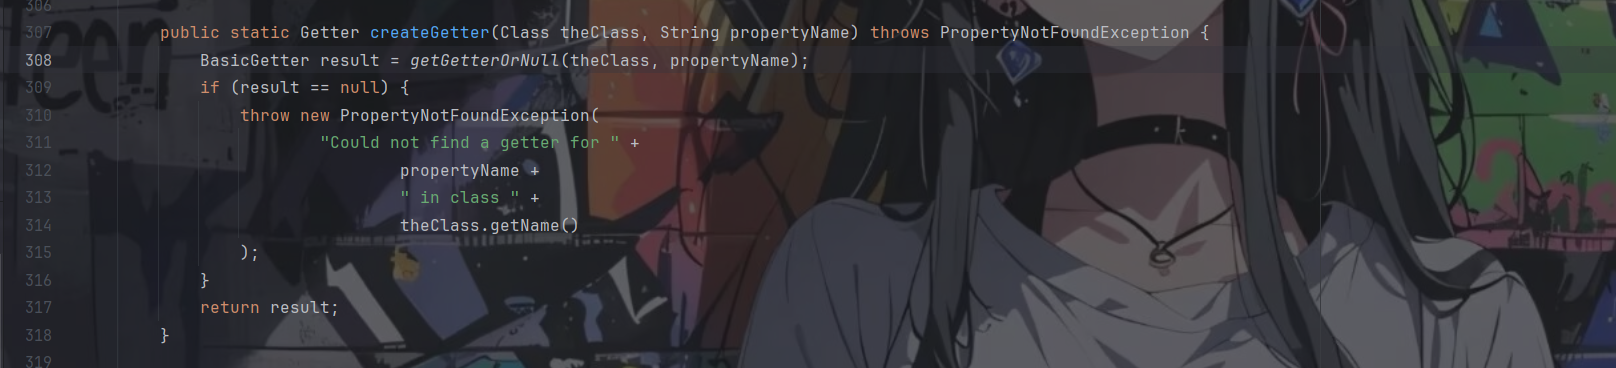 306
307 public static Getter createGetter(Class theClass, String propertyName) throws PropertyNotFoundException {
308 BasicGetter result = getGetterOrNull(theClass, propertyName);
309 if (result == null) {
310 throw new PropertyNotFoundException(
311 "Could not find a getter for " +
312 propertyName +
313 " in class " +
314 theClass.getName()
315 );
316 }
317 return result;
318 }
319